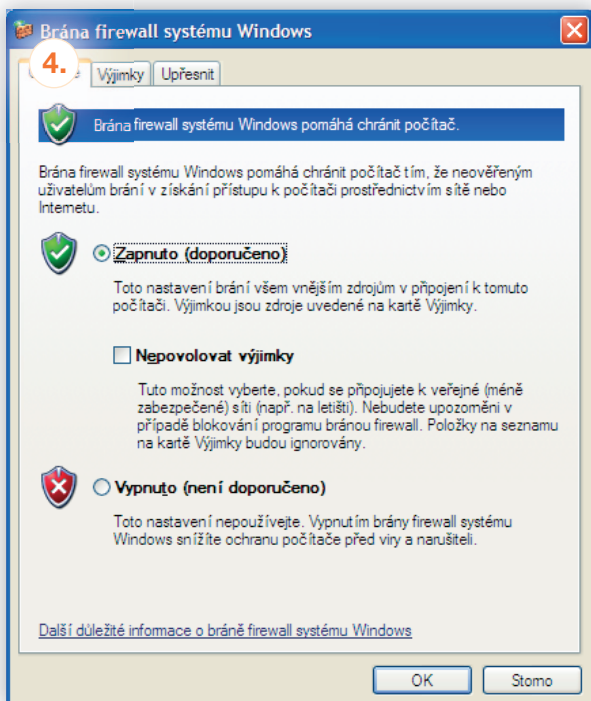 Brána firewall systému Windows
4.
Výjimky
Upřesnit
Brána firewall systému Windows pomáhá chránit počítač.
Brána firewall systému Windows pomáhá chránit počítač tím, že neověřeným
uživatelům brání v získání přístupu k počítači prostřednictvím sítě nebo
Internetu.
Zapnuto (doporučeno)
Toto nastavení brání všem vnějším zdrojům v připojení k tomuto
počítači. Výjimkou jsou zdroje uvedené na kartě Výjimky.
Nepovolovat výjimky
Tuto možnost vyberte, pokud se připojujete k veřejné (méně
zabezpečené) síti (např. na letišti). Nebudete upozorněni v
případě blokování programu bránou firewall. Položky na seznamu
na kartě Výjimky budou ignorovány.
Vypnuto (není doporučeno)
Toto nastavení nepoužívejte. Vypnutím brány firewall systému
Windows snížíte ochranu počítače před viry a narušiteli.
Další důležité informace o bráně firewall systému Windows
OK
Storno